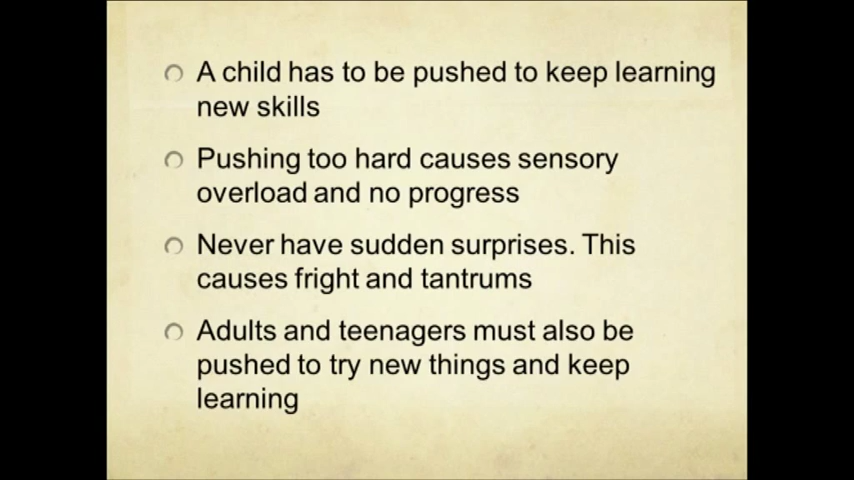 A child has to be pushed to keep learning
new skills
Pushing too hard causes sensory
overload and no progress
Never have sudden surprises. This
causes fright and tantrums
Adults and teenagers must also be
pushed to try new things and keep
learning